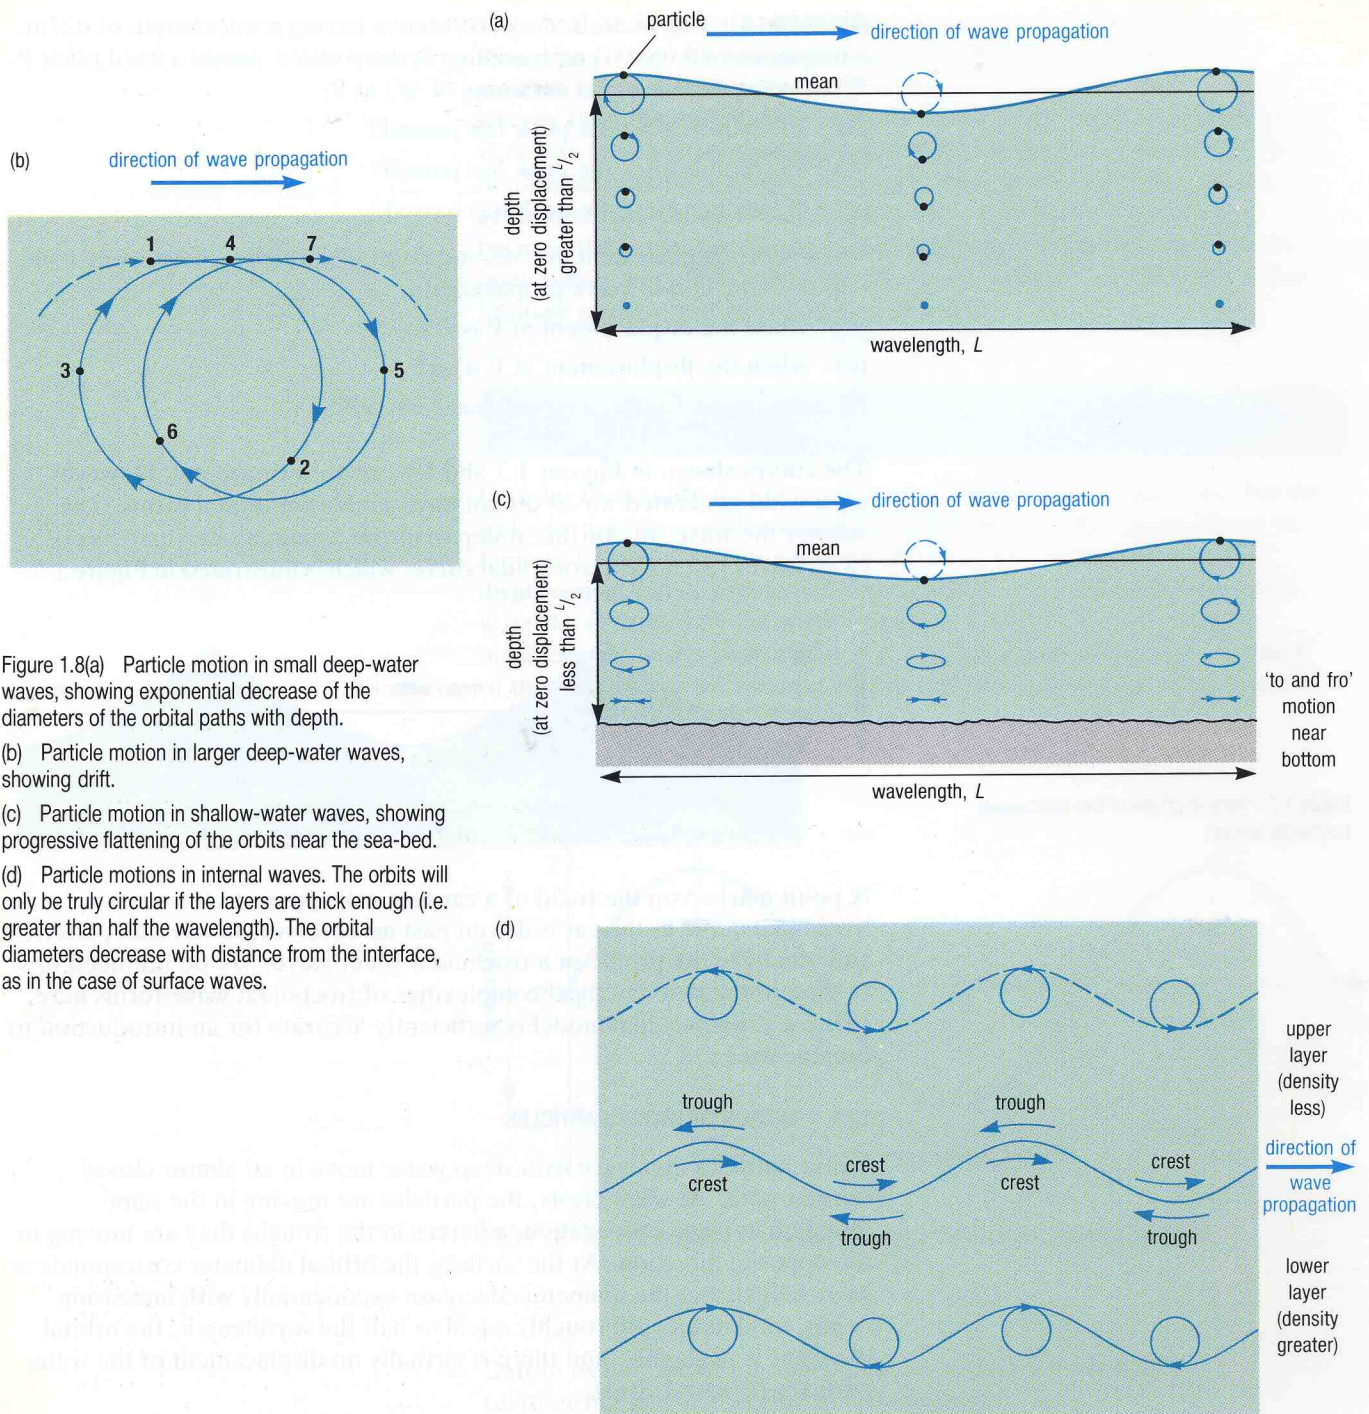 (a)
particle
direction of wave propagation
mean
depth
(at zero displacement)
greater than L/2
wavelength, L
(b)
direction of wave propagation
1
4
7
3
5
6
2
(c)
direction of wave propagation
mean
depth
(at zero displacement)
less than L/2
'to and fro'
motion
near
bottom
wavelength, L
Figure 1.8(a) Particle motion in small deep-water
waves, showing exponential decrease of the
diameters of the orbital paths with depth.
(b) Particle motion in larger deep-water waves,
showing drift.
(c) Particle motion in shallow-water waves, showing
progressive flattening of the orbits near the sea-bed.
(d) Particle motions in internal waves. The orbits will
only be truly circular if the layers are thick enough (i.e.
greater than half the wavelength). The orbital
diameters decrease with distance from the interface,
as in the case of surface waves.
(d)
upper
layer
(density
less)
trough
trough
crest
crest
crest
crest
trough
trough
direction of
wave
propagation
lower
layer
(density
greater)